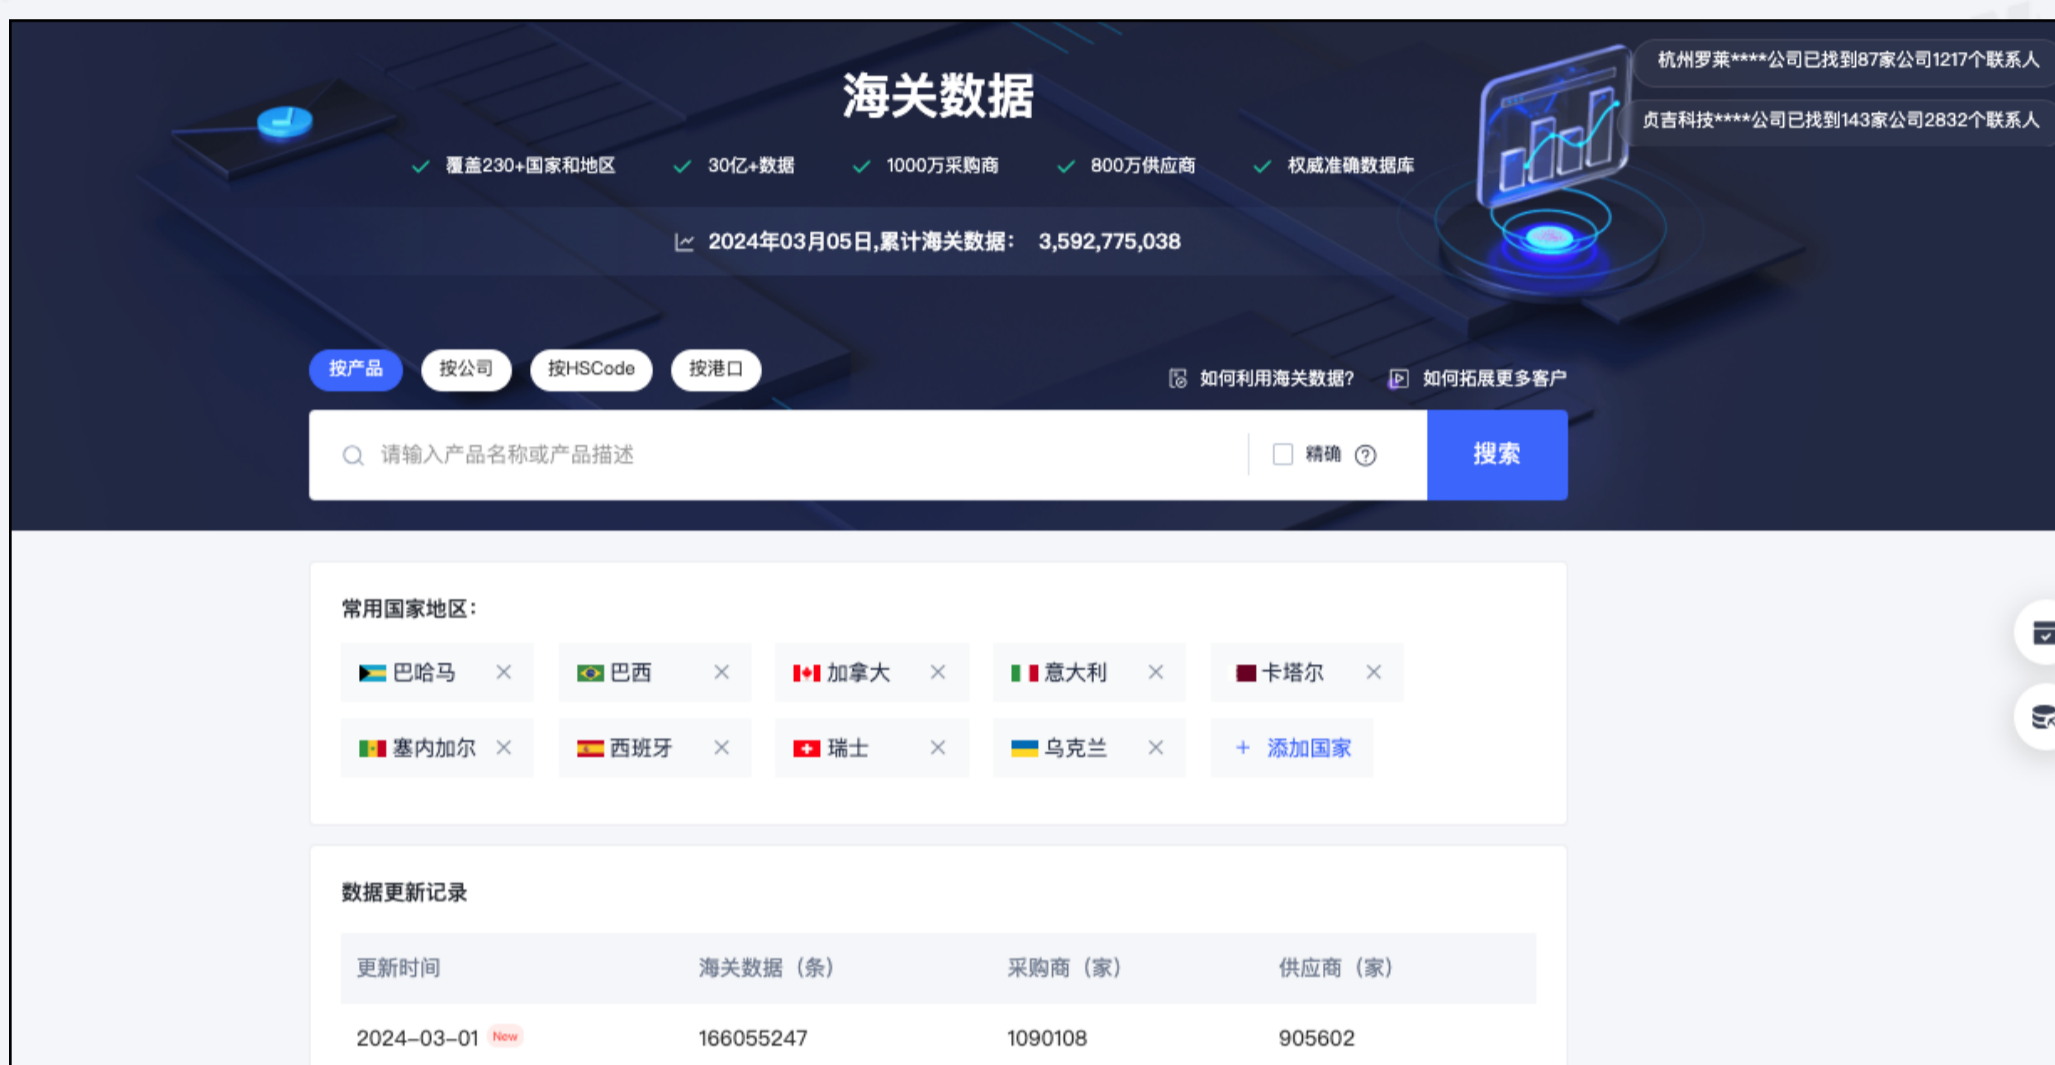 海关数据
杭州罗莱****公司已找到87家公司1217个联系人
贞吉科技****公司已找到143家公司2832个联系人
覆盖230+国家和地区 30亿+数据 1000万采购商 800万供应商 权威准确数据库
2024年03月05日,累计海关数据： 3,592,775,038
按产品 按公司 按HSCode 按港口 如何利用海关数据? 如何拓展更多客户
请输入产品名称或产品描述 精确 搜索
常用国家地区：
巴哈马 巴西 加拿大 意大利 卡塔尔
塞内加尔 西班牙 瑞士 乌克兰 + 添加国家
数据更新记录
更新时间 海关数据（条） 采购商（家） 供应商（家）
2024-03-01 New 166055247 1090108 905602